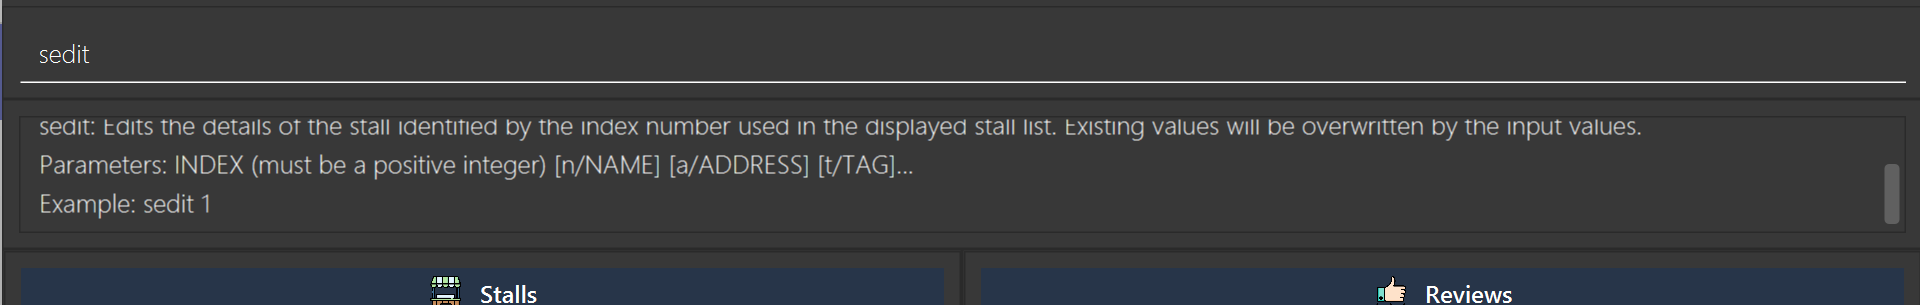 sedit
sedit: Edits the details of the stall identified by the index number used in the displayed stall list. Existing values will be overwritten by the input values.
Parameters: INDEX (must be a positive integer) [n/NAME] [a/ADDRESS] [t/TAG]...
Example: sedit 1
Stalls
Reviews